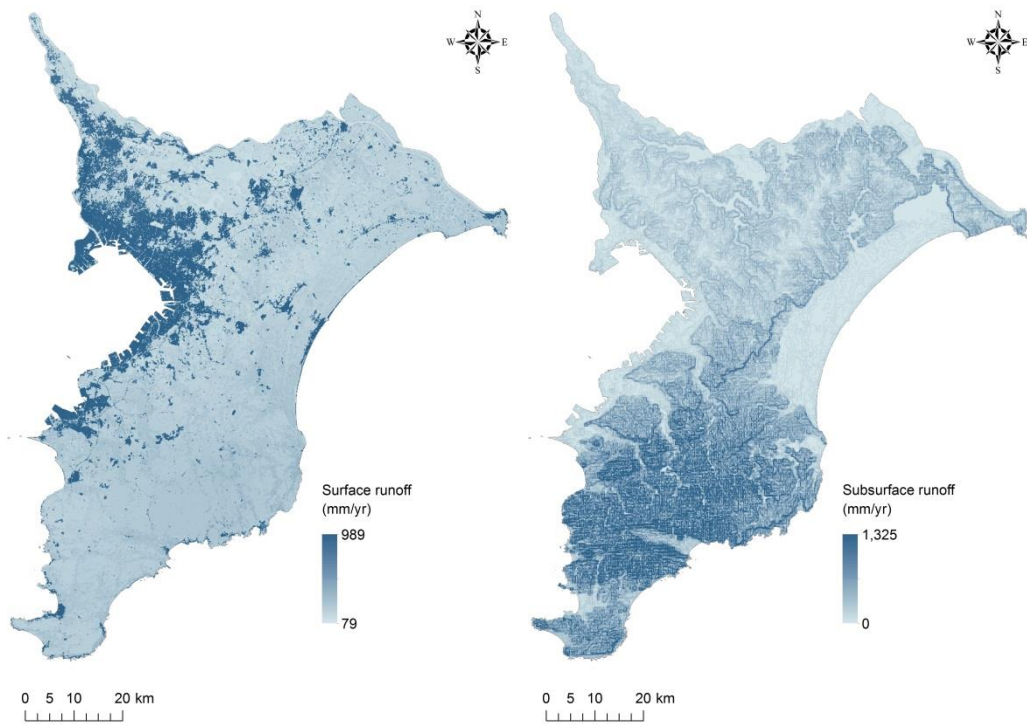 N
W E
S
Surface runoff
(mm/yr)
989
79
0 5 10 20 km
N
W E
S
Subsurface runoff
(mm/yr)
1,325
0
0 5 10 20 km